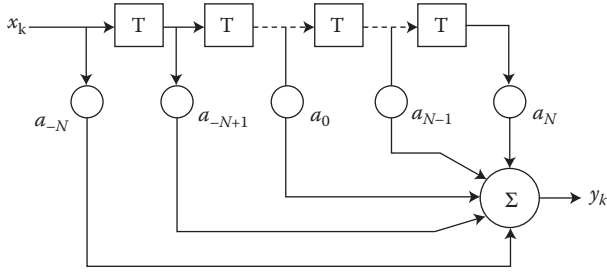 x_k T T T T
a_{-N} a_{-N+1} a_0 a_{N-1} a_N
Σ y_k